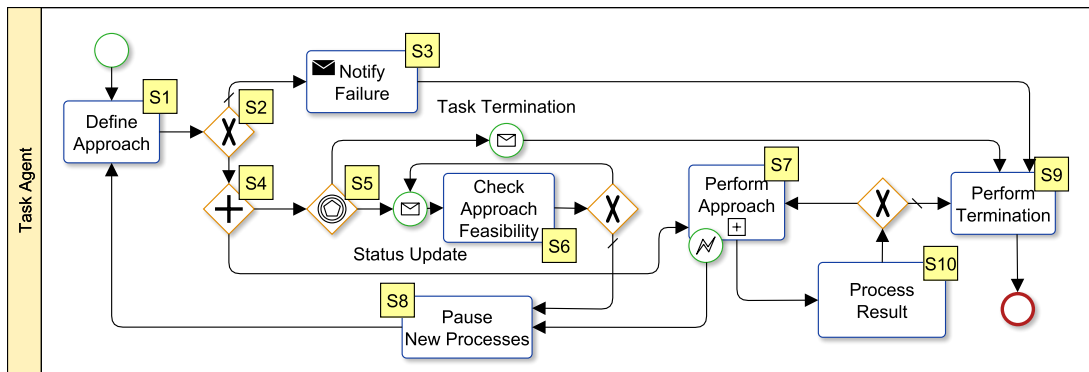 Task Agent
S1
Define
Approach
S2
S3
Notify
Failure
Task Termination
S4
S5
Check
Approach
Feasibility
S6
Status Update
S7
Perform
Approach
S8
Pause
New Processes
S9
Perform
Termination
S10
Process
Result